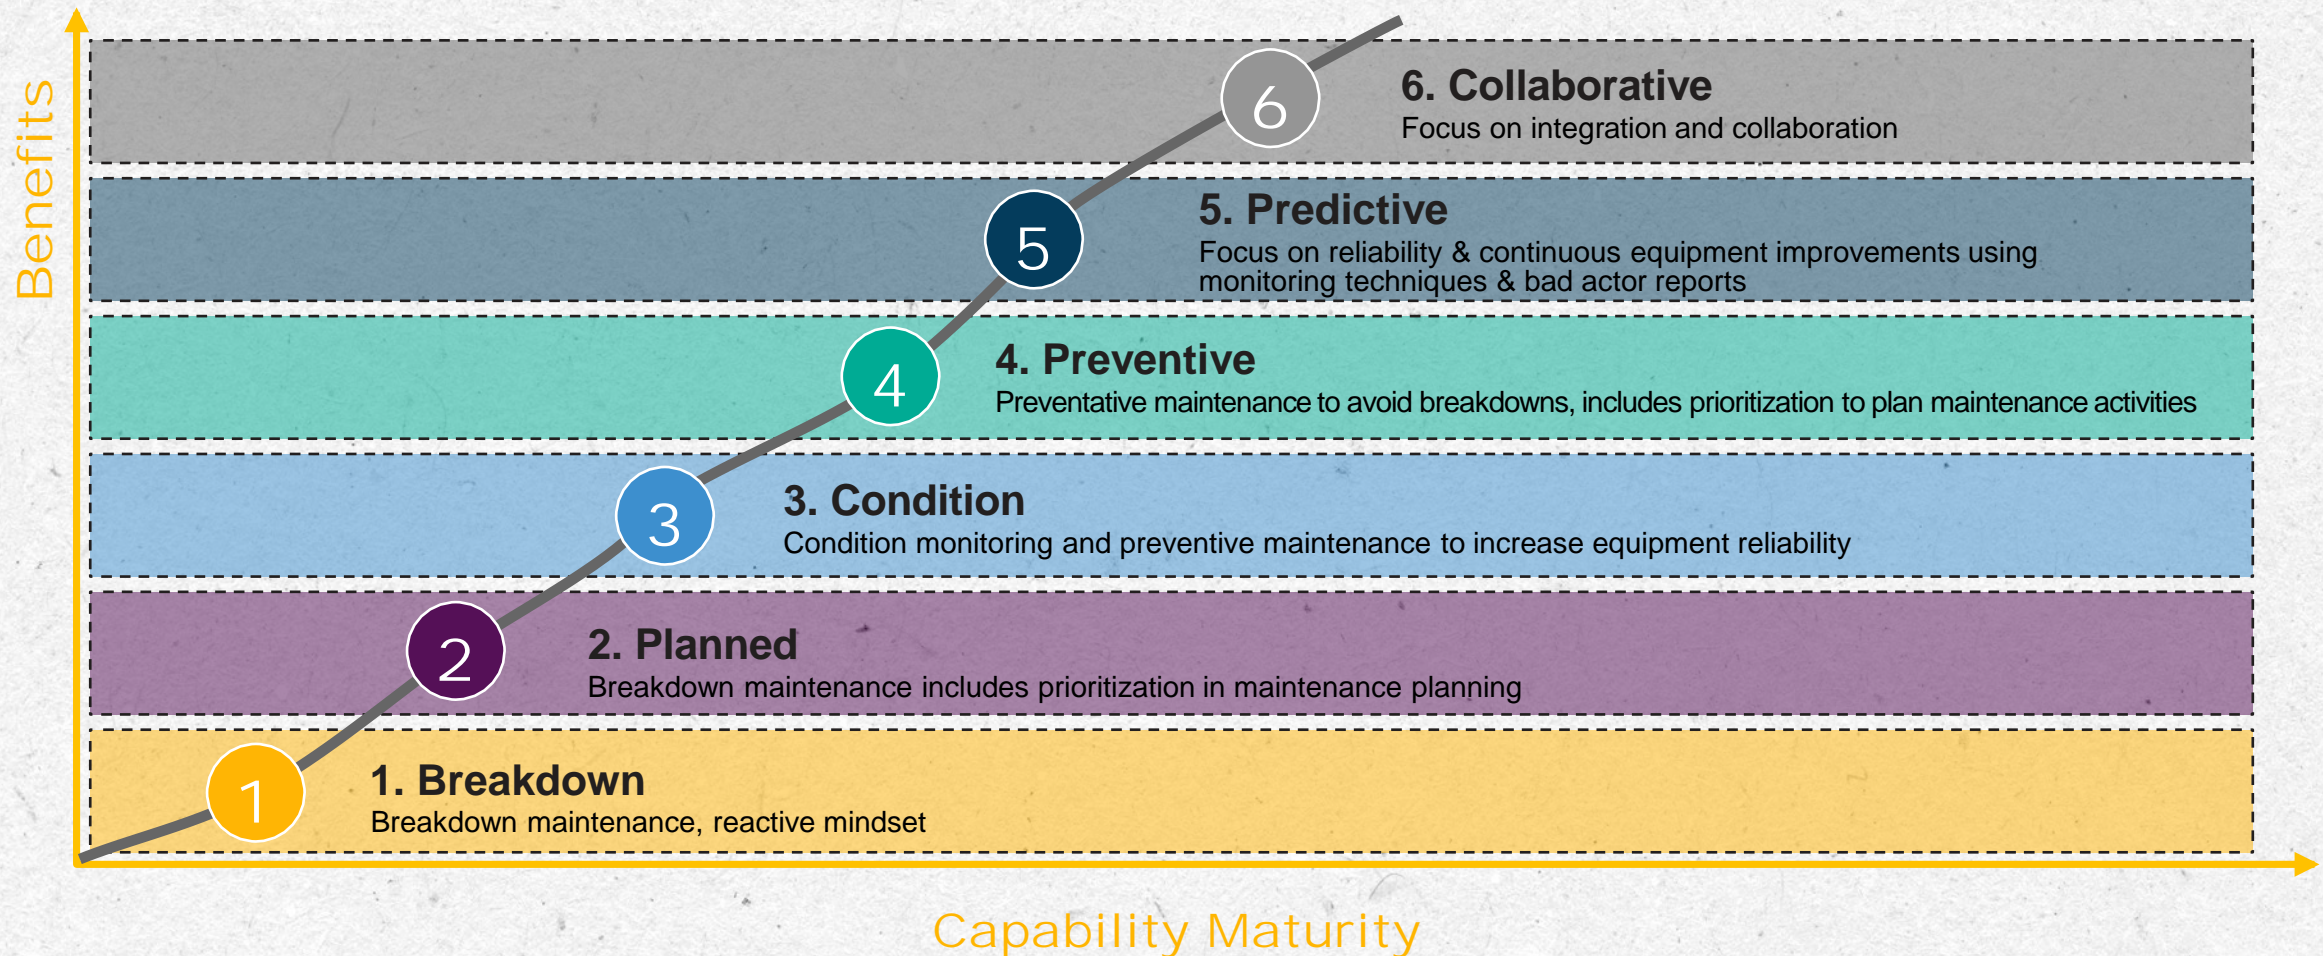 Benefits
6
6. Collaborative
Focus on integration and collaboration
5
5. Predictive
Focus on reliability & continuous equipment improvements using
monitoring techniques & bad actor reports
4
4. Preventive
Preventative maintenance to avoid breakdowns, includes prioritization to plan maintenance activities
3
3. Condition
Condition monitoring and preventive maintenance to increase equipment reliability
2
2. Planned
Breakdown maintenance includes prioritization in maintenance planning
1
1. Breakdown
Breakdown maintenance, reactive mindset
Capability Maturity